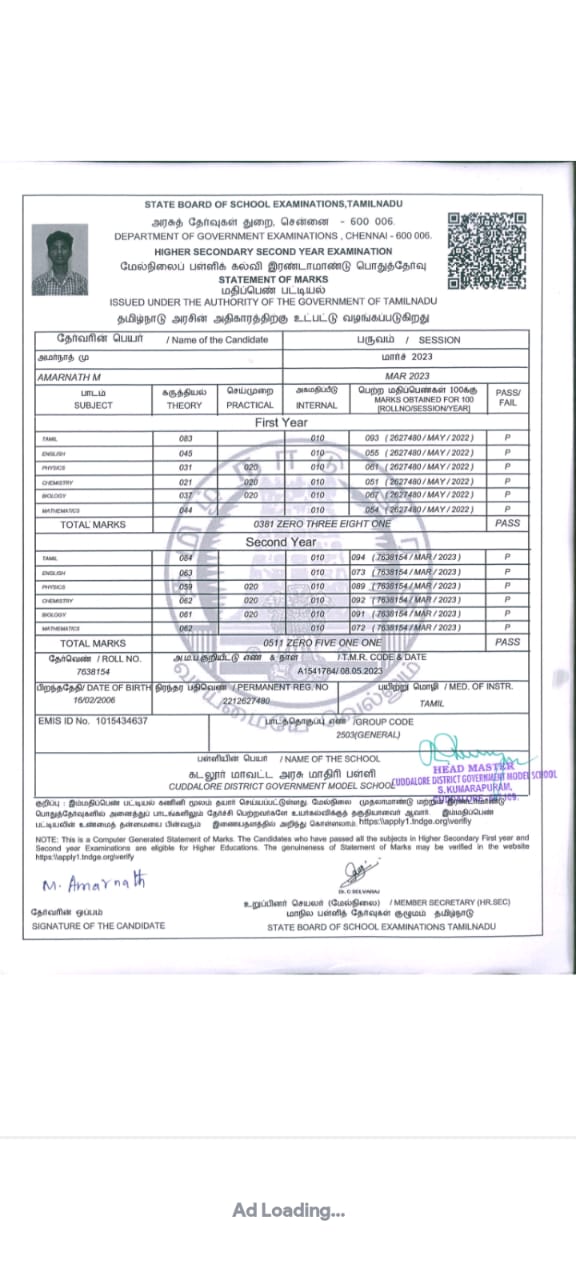 STATE BOARD OF SCHOOL EXAMINATIONS,TAMILNADU
அரசுத் தேர்வுகள் துறை, சென்னை - 600 006.
DEPARTMENT OF GOVERNMENT EXAMINATIONS , CHENNAI - 600 006.
HIGHER SECONDARY SECOND YEAR EXAMINATION
மேல்நிலைப் பள்ளிக் கல்வி இரண்டாமாண்டு பொதுத்தேர்வு
STATEMENT OF MARKS
மதிப்பெண் பட்டியல்
ISSUED UNDER THE AUTHORITY OF THE GOVERNMENT OF TAMILNADU
தமிழ்நாடு அரசின் அதிகாரத்திற்கு உட்பட்டு வழங்கப்படுகிறது
தேர்வரின் பெயர் / Name of the Candidate பருவம் / SESSION
அமர்நாத் மு மார்ச் 2023
AMARNATH M MAR 2023
பாடம் கருத்தியல் செய்முறை அகமதிப்பீடு பெற்ற மதிப்பெண்கள் 100க்கு PASS/
SUBJECT THEORY PRACTICAL INTERNAL MARKS OBTAINED FOR 100 FAIL
[ROLLNO/SESSION/YEAR]
First Year
TAMIL 083 010 093 ( 2627480 / MAY / 2022 ) P
ENGLISH 045 010 055 ( 2627480 / MAY / 2022 ) P
PHYSICS 031 020 010 061 ( 2627480 / MAY / 2022 ) P
CHEMISTRY 021 020 010 051 ( 2627480 / MAY / 2022 ) P
BIOLOGY 037 020 010 067 ( 2627480 / MAY / 2022 ) P
MATHEMATICS 044 010 054 ( 2627480 / MAY / 2022 ) P
TOTAL MARKS 0381 ZERO THREE EIGHT ONE PASS
Second Year
TAMIL 084 010 094 ( 7638154 / MAR / 2023 ) P
ENGLISH 063 010 073 ( 7638154 / MAR / 2023 ) P
PHYSICS 059 020 010 089 ( 7638154 / MAR / 2023 ) P
CHEMISTRY 062 020 010 092 ( 7638154 / MAR / 2023 ) P
BIOLOGY 061 020 010 091 ( 7638154 / MAR / 2023 ) P
MATHEMATICS 062 010 072 ( 7638154 / MAR / 2023 ) P
TOTAL MARKS 0511 ZERO FIVE ONE ONE PASS
தேர்வெண் / ROLL NO. அ.ம.ப.குறியீட்டு எண் & நாள் / T.M.R. CODE & DATE
7638154 A1541784/ 08.05.2023
பிறந்ததேதி/ DATE OF BIRTH நிரந்தர பதிவெண் / PERMANENT REG. NO பயிற்று மொழி / MED. OF INSTR.
16/02/2006 2212627480 TAMIL
EMIS ID No. 1015434637 பாடத்தொகுப்பு எண் /GROUP CODE
2503(GENERAL)
பள்ளியின் பெயர் / NAME OF THE SCHOOL
கடலூர் மாவட்ட அரசு மாதிரி பள்ளி
CUDDALORE DISTRICT GOVERNMENT MODEL SCHOOL
HEAD MASTER
CUDDALORE DISTRICT GOVERNMENT MODEL SCHOOL
S.KUMARAPURAM,
குறிப்பு : இம்மதிப்பெண் பட்டியல் கணினி மூலம் தயார் செய்யப்பட்டுள்ளது. மேல்நிலை முதலாமாண்டு மற்றும் இரண்டாமாண்டு
பொதுத்தேர்வுகளில் அனைத்துப் பாடங்களிலும் தேர்ச்சி பெற்றவர்களே உயர்கல்விக்குத் தகுதியானவர் ஆவார். இம்மதிப்பெண்
பட்டியலின் உண்மைத் தன்மையை பின்வரும் இணையதளத்தில் அறிந்து கொள்ளலாம் https:\\apply1.tndge.org\verify
NOTE: This is a Computer Generated Statement of Marks. The Candidates who have passed all the subjects in Higher Secondary First year and
Second year Examinations are eligible for Higher Educations. The genuineness of Statement of Marks may be verified in the website
https:\\apply1.tndge.org\verify
M. Amarnath
தேர்வரின் ஒப்பம்
SIGNATURE OF THE CANDIDATE
உறுப்பினர் செயலர் (மேல்நிலை) / MEMBER SECRETARY (HR.SEC)
மாநில பள்ளித் தேர்வுகள் குழுமம் தமிழ்நாடு
STATE BOARD OF SCHOOL EXAMINATIONS TAMILNADU
Ad Loading...